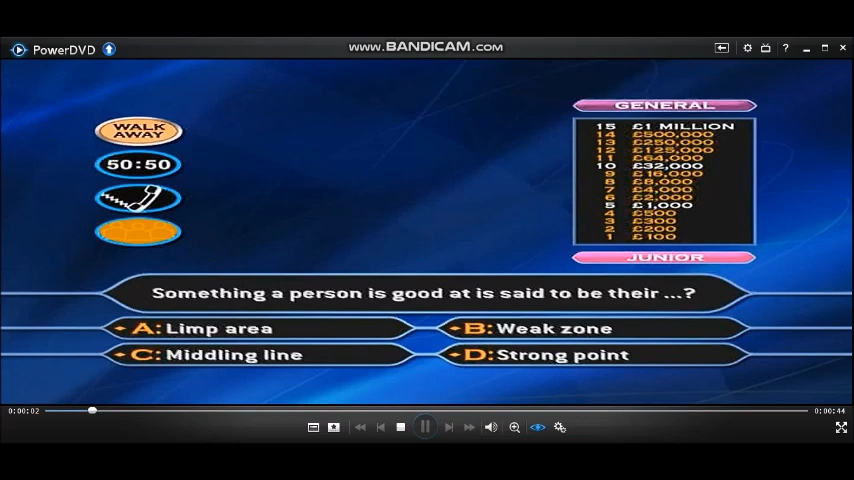 PowerDVD
www.BANDICAM.com
?
WALK AWAY
50:50
GENERAL
15 £1 MILLION
14 £500,000
13 £250,000
12 £125,000
11 £64,000
10 £32,000
9 £16,000
8 £8,000
7 £4,000
6 £2,000
5 £1,000
4 £500
3 £300
2 £200
1 £100
JUNIOR
Something a person is good at is said to be their ...?
A: Limp area
B: Weak zone
C: Middling line
D: Strong point
0:00:02
0:00:44